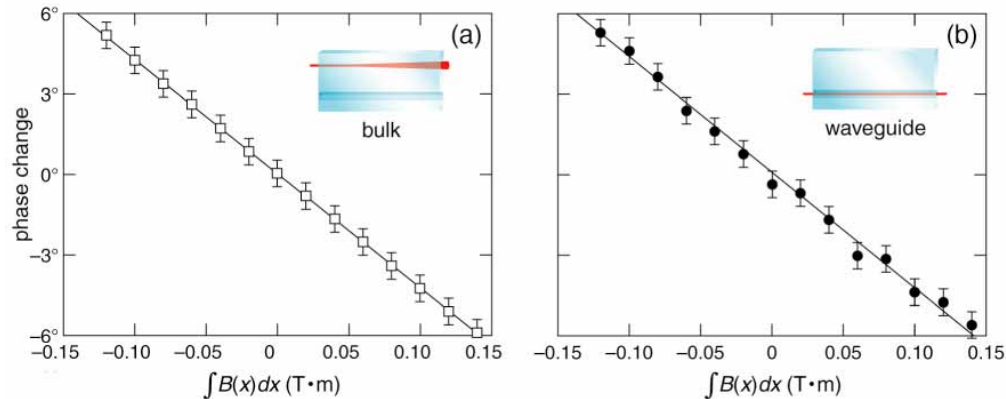 6°
3°
0°
−3°
−6°
phase change
(a)
bulk
−0.15 −0.10 −0.05 0 0.05 0.10 0.15
∫B(x)dx (T•m)
(b)
waveguide
−0.15 −0.10 −0.05 0 0.05 0.10 0.15
∫B(x)dx (T•m)